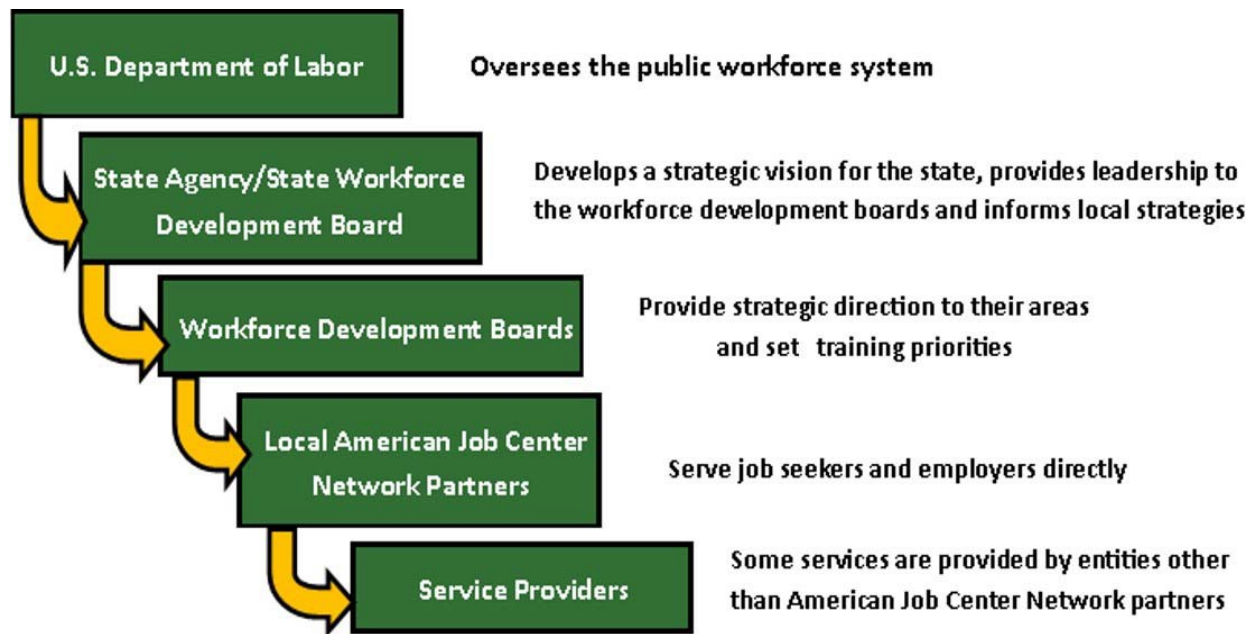 U.S. Department of Labor
Oversees the public workforce system
State Agency/State Workforce
Development Board
Develops a strategic vision for the state, provides leadership to
the workforce development boards and informs local strategies
Workforce Development Boards
Provide strategic direction to their areas
and set training priorities
Local American Job Center
Network Partners
Serve job seekers and employers directly
Service Providers
Some services are provided by entities other
than American Job Center Network partners